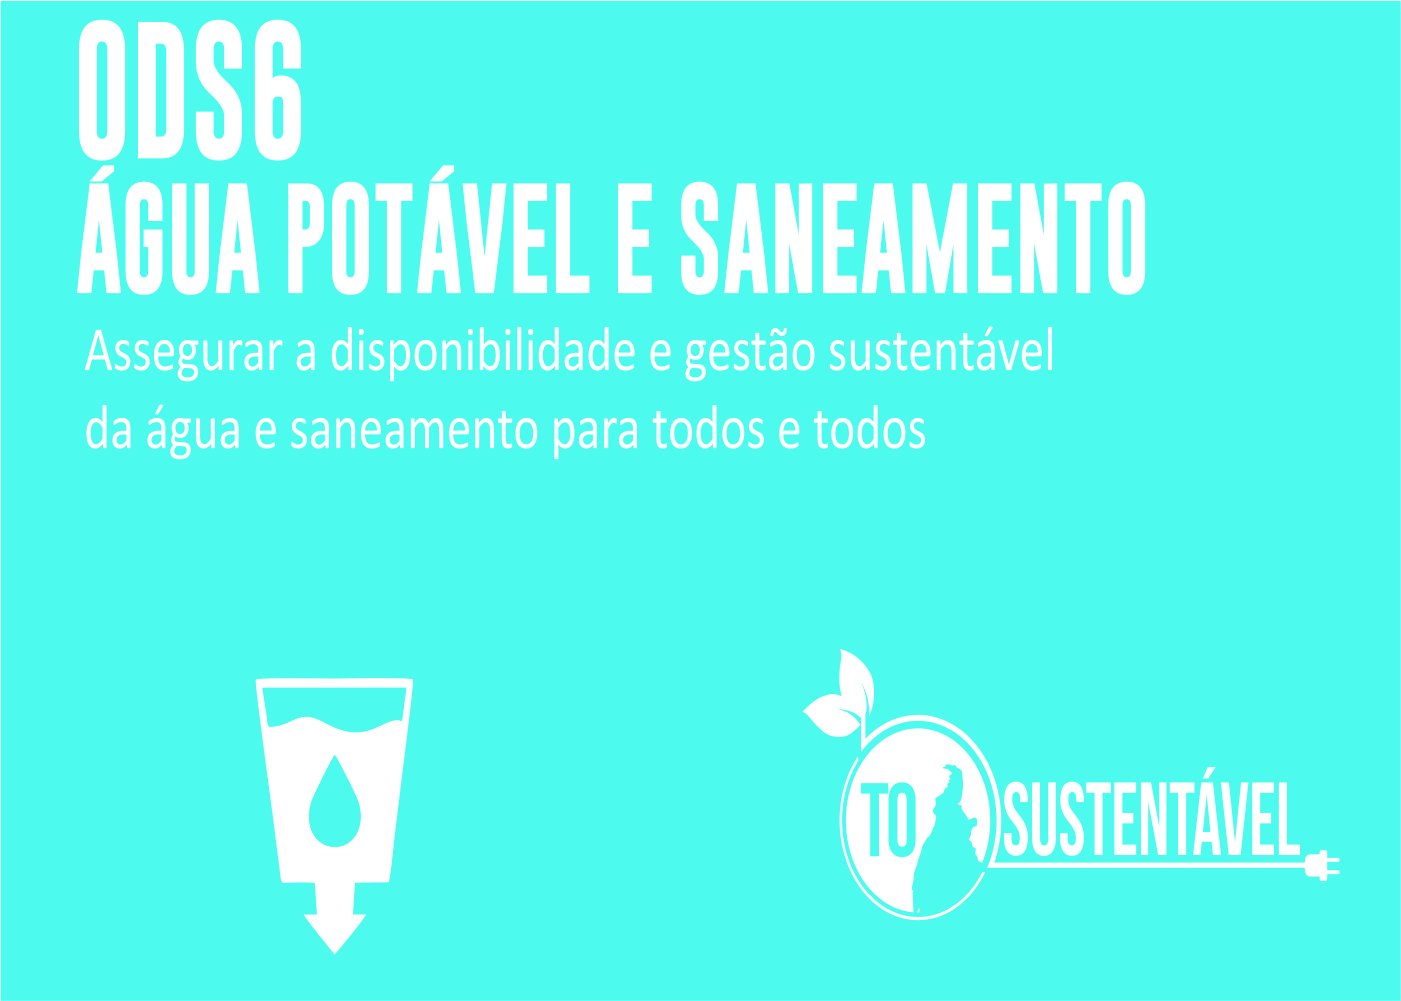 ODS6
ÁGUA POTÁVEL E SANEAMENTO
Assegurar a disponibilidade e gestão sustentável
da água e saneamento para todos e todos
TO SUSTENTÁVEL